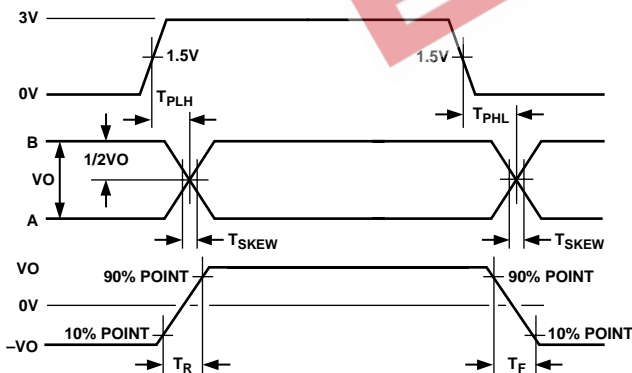 3V
1.5V
1.5V
0V
TPLH
TPHL
B
1/2VO
VO
A
TSKEW
TSKEW
VO
90% POINT
90% POINT
0V
10% POINT
10% POINT
–VO
TR
TF